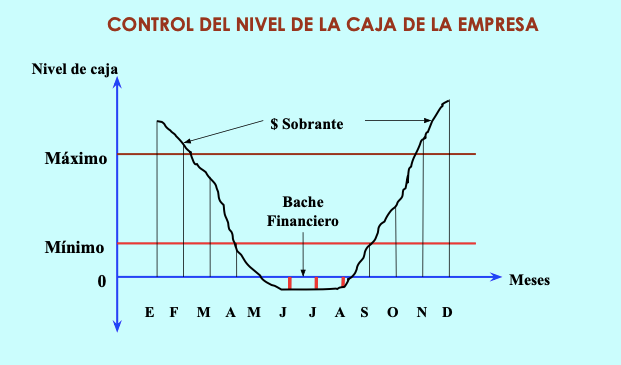 CONTROL DEL NIVEL DE LA CAJA DE LA EMPRESA
Nivel de caja
$ Sobrante
Máximo
Bache
Financiero
Mínimo
0
Meses
E F M A M J J A S O N D